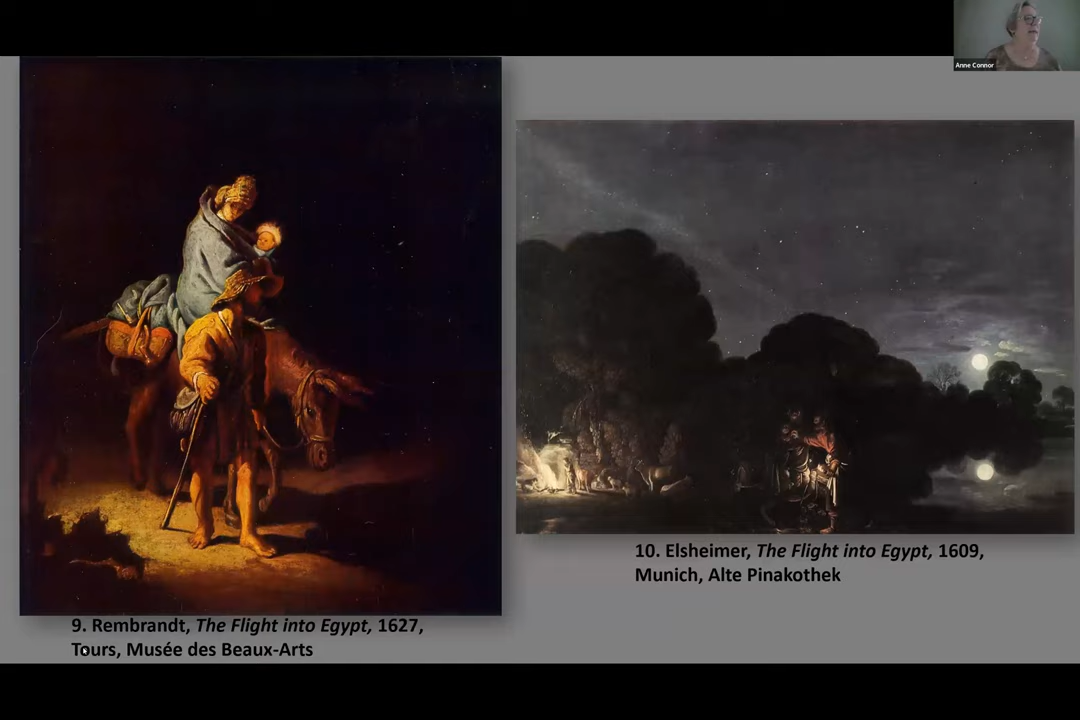 Anne Connor
10. Elsheimer, The Flight into Egypt, 1609,
Munich, Alte Pinakothek
9. Rembrandt, The Flight into Egypt, 1627,
Tours, Musée des Beaux-Arts